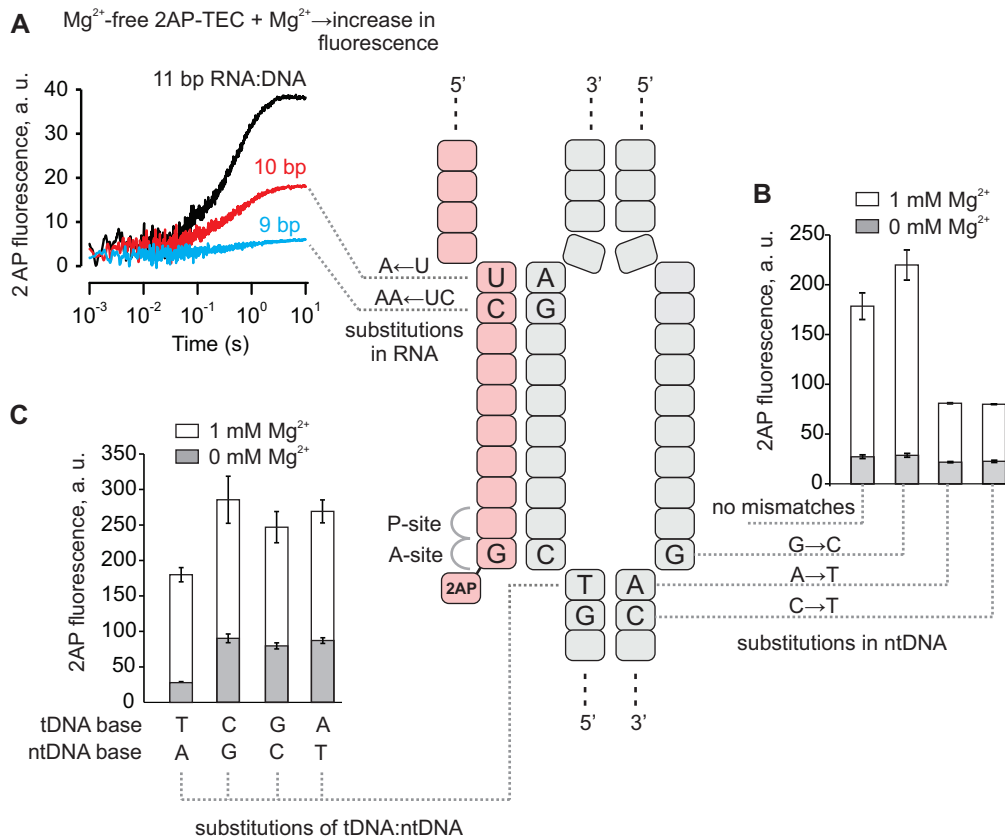 A
Mg²⁺-free 2AP-TEC + Mg²⁺→increase in
fluorescence
11 bp RNA:DNA
10 bp
9 bp
2 AP fluorescence, a. u.
40
30
20
10
0
10⁻³ 10⁻² 10⁻¹ 10⁰ 10¹
Time (s)
A←U
AA←UC
substitutions
in RNA
5’ 3’ 5’
U A
C G
P-site
A-site
G C G
2AP
T A
G C
5’ 3’
B
1 mM Mg²⁺
0 mM Mg²⁺
2AP fluorescence, a. u.
250
200
150
100
50
0
no mismatches
G→C
A→T
C→T
substitutions in ntDNA
C
1 mM Mg²⁺
0 mM Mg²⁺
2AP fluorescence, a. u.
350
300
250
200
150
100
50
0
tDNA base T C G A
ntDNA base A G C T
substitutions of tDNA:ntDNA